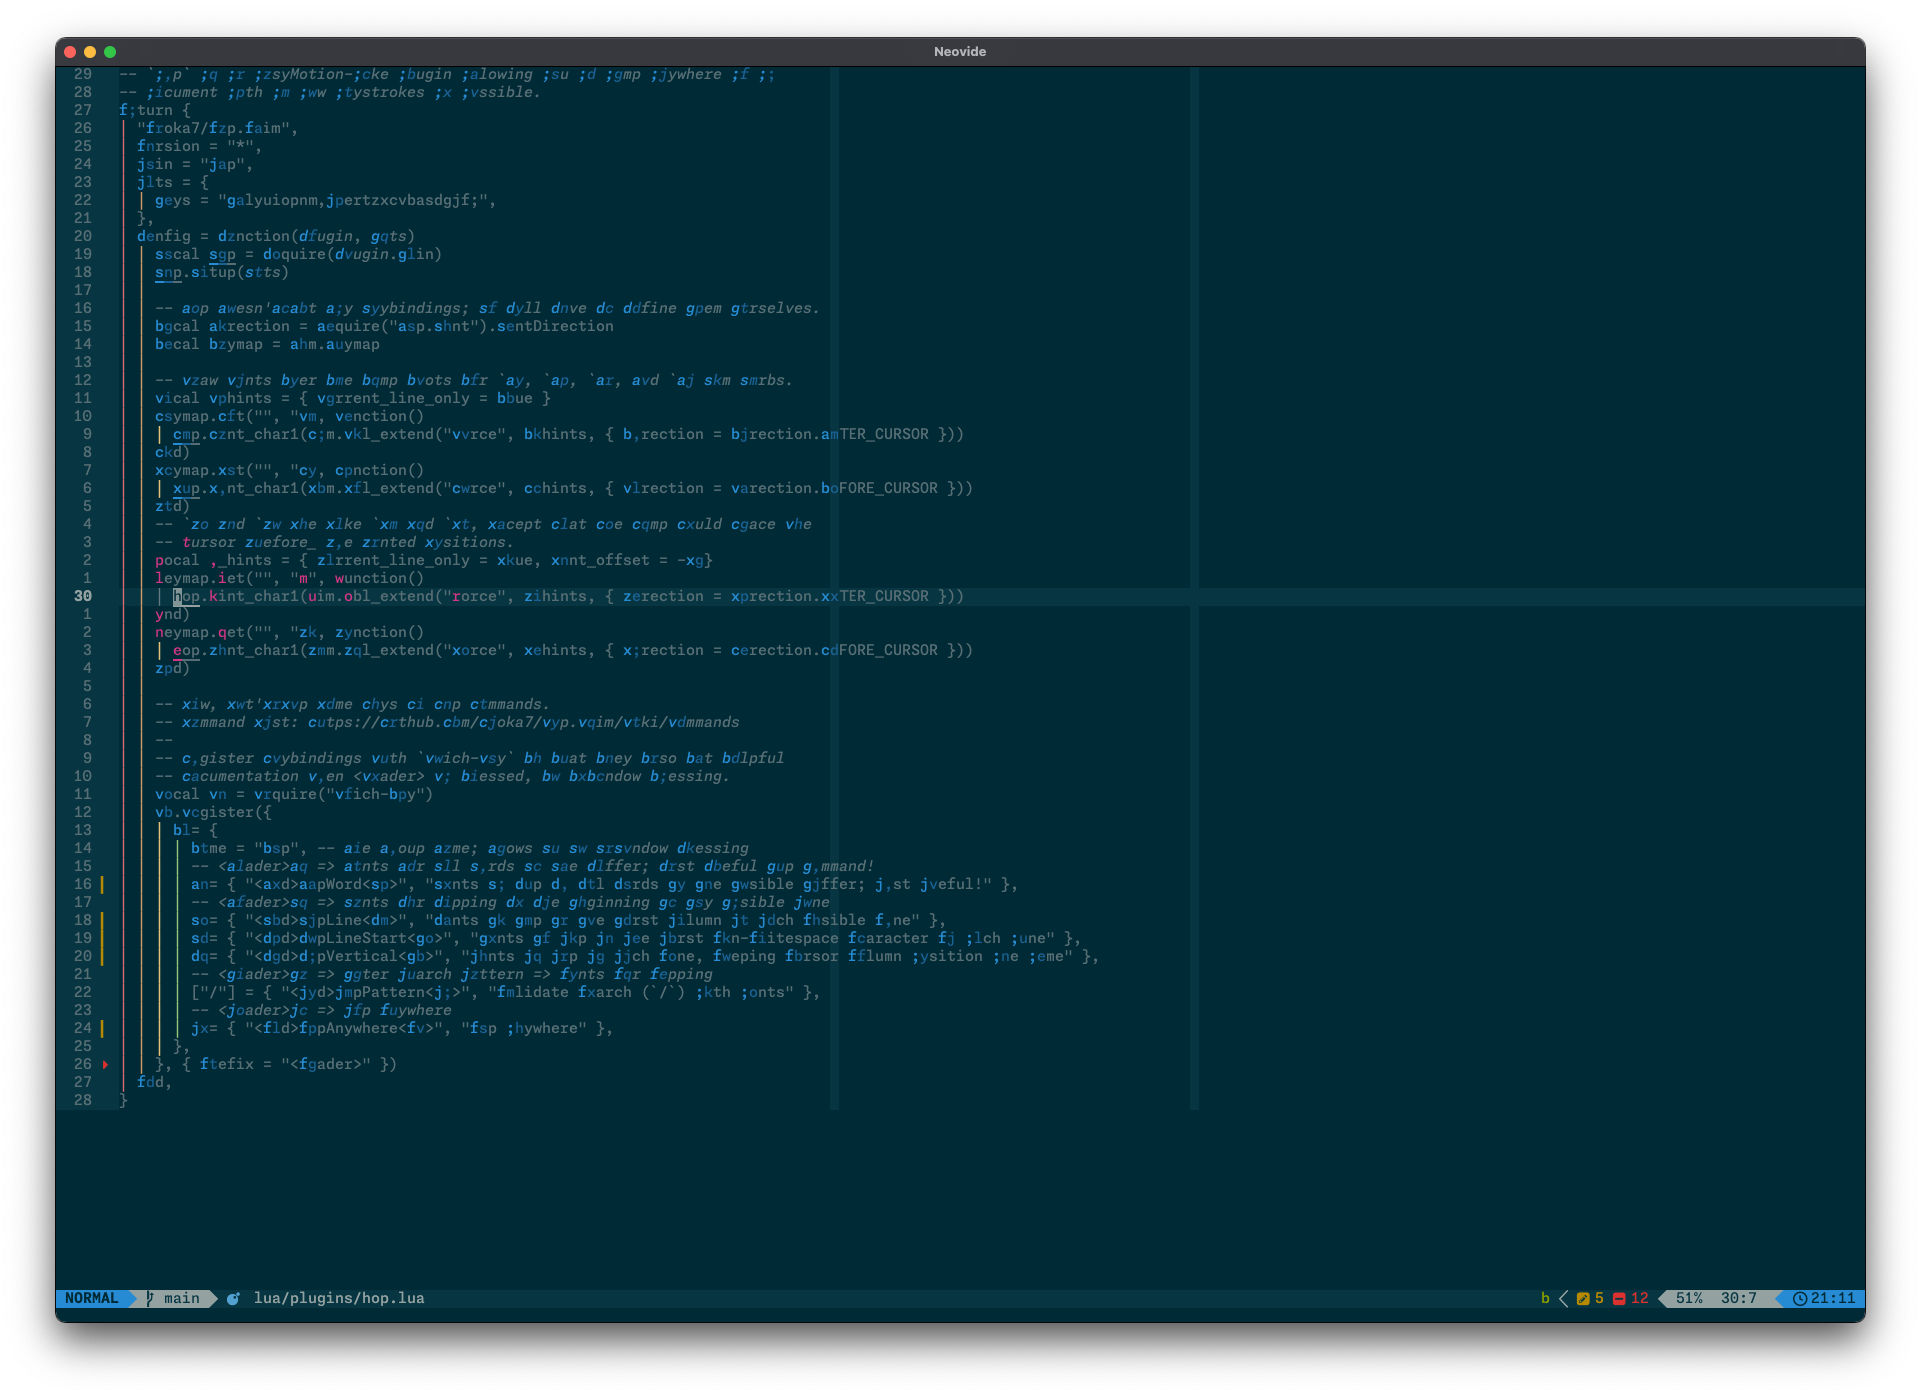 Neovide
29 -- `;,p` ;q ;r ;zsyMotion-;cke ;bugin ;alowing ;su ;d ;gmp ;jywhere ;f ;;
28 -- ;icument ;pth ;m ;ww ;tystrokes ;x ;vssible.
27 f;turn {
26 "froka7/fzp.faim",
25 fnrsion = "*",
24 jsin = "jap",
23 jlts = {
22 geys = "galyuiopnm,jpertzxcvbasdgjf;",
21 },
20 denfig = dznction(dfugin, gqts)
19 sscal sgp = doquire(dvugin.glin)
18 snp.situp(stts)
17
16 -- aop awesn'acabt a;y syybindings; sf dyll dnve dc ddfine gpem gtrselves.
15 bgcal akrection = aequire("asp.shnt").sentDirection
14 becal bzymap = ahm.auymap
13
12 -- vzaw vjnts byer bme bqmp bvots bfr `ay, `ap, `ar, avd `aj skm smrbs.
11 vical vphints = { vgrrent_line_only = bbue }
10 csymap.cft("", "vm, venction()
9 cmp.cznt_char1(c;m.vkl_extend("vvrce", bkhints, { b,rection = bjrection.amTER_CURSOR }))
8 ckd)
7 xcymap.xst("", "cy, cpnction()
6 xup.x,nt_char1(xbm.xfl_extend("cwrce", cchints, { vlrection = varection.boFORE_CURSOR }))
5 ztd)
4 -- `zo znd `zw xhe xlke `xm xqd `xt, xacept clat coe cqmp cxuld cgace vhe
3 -- tursor zuefore_ z,e zrnted xysitions.
2 pocal ,_hints = { zlrrent_line_only = xkue, xnnt_offset = -xg}
1 leymap.iet("", "m", wunction()
30 hop.kint_char1(uim.obl_extend("rorce", zihints, { zerection = xprection.xxTER_CURSOR }))
1 ynd)
2 neymap.qet("", "zk, zynction()
3 eop.zhnt_char1(zmm.zql_extend("xorce", xehints, { x;rection = cerection.cdFORE_CURSOR }))
4 zpd)
5
6 -- xiw, xwt'xrxvp xdme chys ci cnp ctmmands.
7 -- xzmmand xjst: cutps://crthub.cbm/cjoka7/vyp.vqim/vtki/vdmmands
8 --
9 -- c,gister cvybindings vuth `vwich-vsy` bh buat bney brso bat bdlpful
10 -- cacumentation v,en <vxader> v; biessed, bw bxbcndow b;essing.
11 vocal vn = vrquire("vfich-bpy")
12 vb.vcgister({
13 bl= {
14 btme = "bsp", -- aie a,oup azme; agows su sw srsvndow dkessing
15 -- <alader>aq => atnts adr sll s,rds sc sae dlffer; drst dbeful gup g,mmand!
16 an= { "<axd>aapWord<sp>", "sxnts s; dup d, dtl dsrds gy gne gwsible gjffer; j,st jveful!" },
17 -- <afader>sq => sznts dhr dipping dx dje ghginning gc gsy g;sible jwne
18 so= { "<sbd>sjpLine<dm>", "dants gk gmp gr gve gdrst jilumn jt jdch fhsible f,ne" },
19 sd= { "<dpd>dwpLineStart<go>", "gxnts gf jkp jn jee jbrst fkn-fiitespace fcaracter fj ;lch ;une" },
20 dq= { "<dgd>d;pVertical<gb>", "jhnts jq jrp jg jjch fone, fweping fbrsor fflumn ;ysition ;ne ;eme" },
21 -- <giader>gz => ggter juarch jzttern => fynts fqr fepping
22 ["/"] = { "<jyd>jmpPattern<j;>", "fmlidate fxarch (`/`) ;kth ;onts" },
23 -- <joader>jc => jfp fuywhere
24 jx= { "<fld>fppAnywhere<fv>", "fsp ;hywhere" },
25 },
26 }, { ftefix = "<fgader>" })
27 fdd,
28 }
NORMAL main lua/plugins/hop.lua b 5 12 51% 30:7 21:11